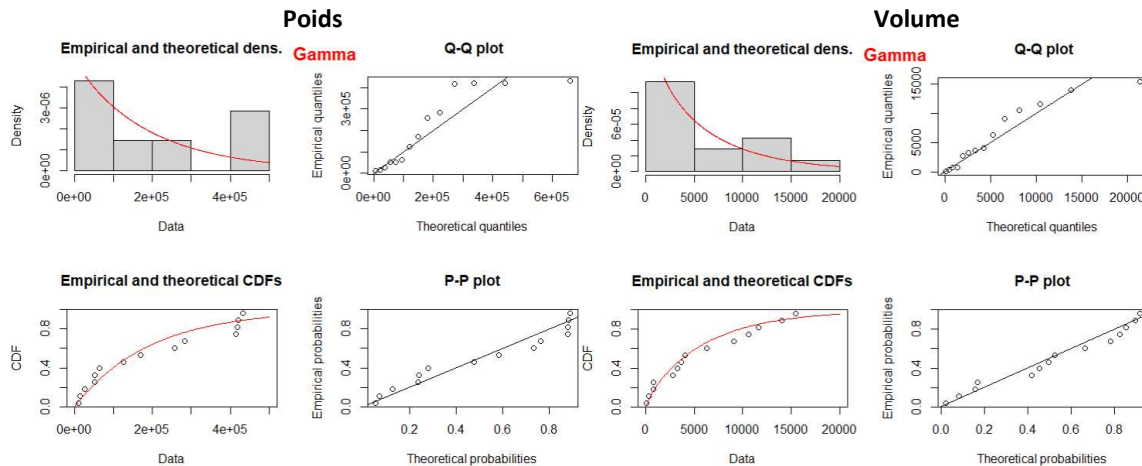 Poids
Volume
Empirical and theoretical dens.
Gamma
Q-Q plot
Empirical and theoretical dens.
Gamma
Q-Q plot
Density
0e+00 3e-06
0e+00 2e+05 4e+05
Data
Empirical quantiles
0e+00 3e+05
0e+00 2e+05 4e+05 6e+05
Theoretical quantiles
Density
0e+00 6e-05
0 5000 10000 15000 20000
Data
Empirical quantiles
0 5000 15000
0 5000 10000 15000 20000
Theoretical quantiles
Empirical and theoretical CDFs
P-P plot
Empirical and theoretical CDFs
P-P plot
CDF
0.0 0.4 0.8
0e+00 2e+05 4e+05
Data
Empirical probabilities
0.0 0.4 0.8
0.2 0.4 0.6 0.8
Theoretical probabilities
CDF
0.0 0.4 0.8
0 5000 10000 15000 20000
Data
Empirical probabilities
0.0 0.4 0.8
0.0 0.2 0.4 0.6 0.8
Theoretical probabilities